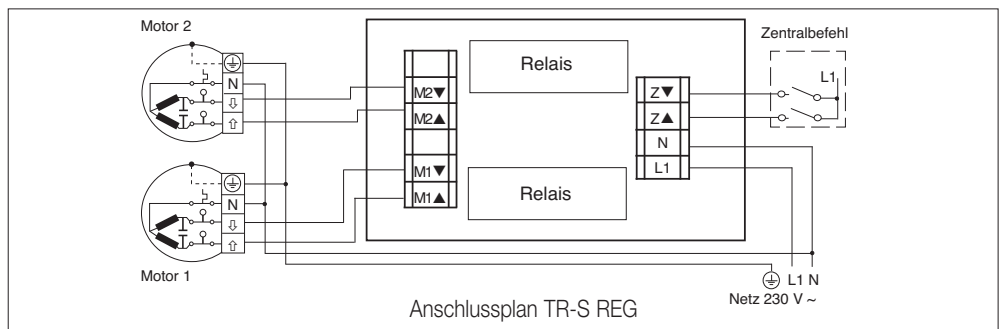 Motor 2
Zentralbefehl
Relais
L1
N
M2▼
Z▼
⇩
M2▲
Z▲
⇧
N
M1▼
L1
Relais
N
M1▲
⇩
⇧
Motor 1
L1 N
Netz 230 V ~
Anschlussplan TR-S REG